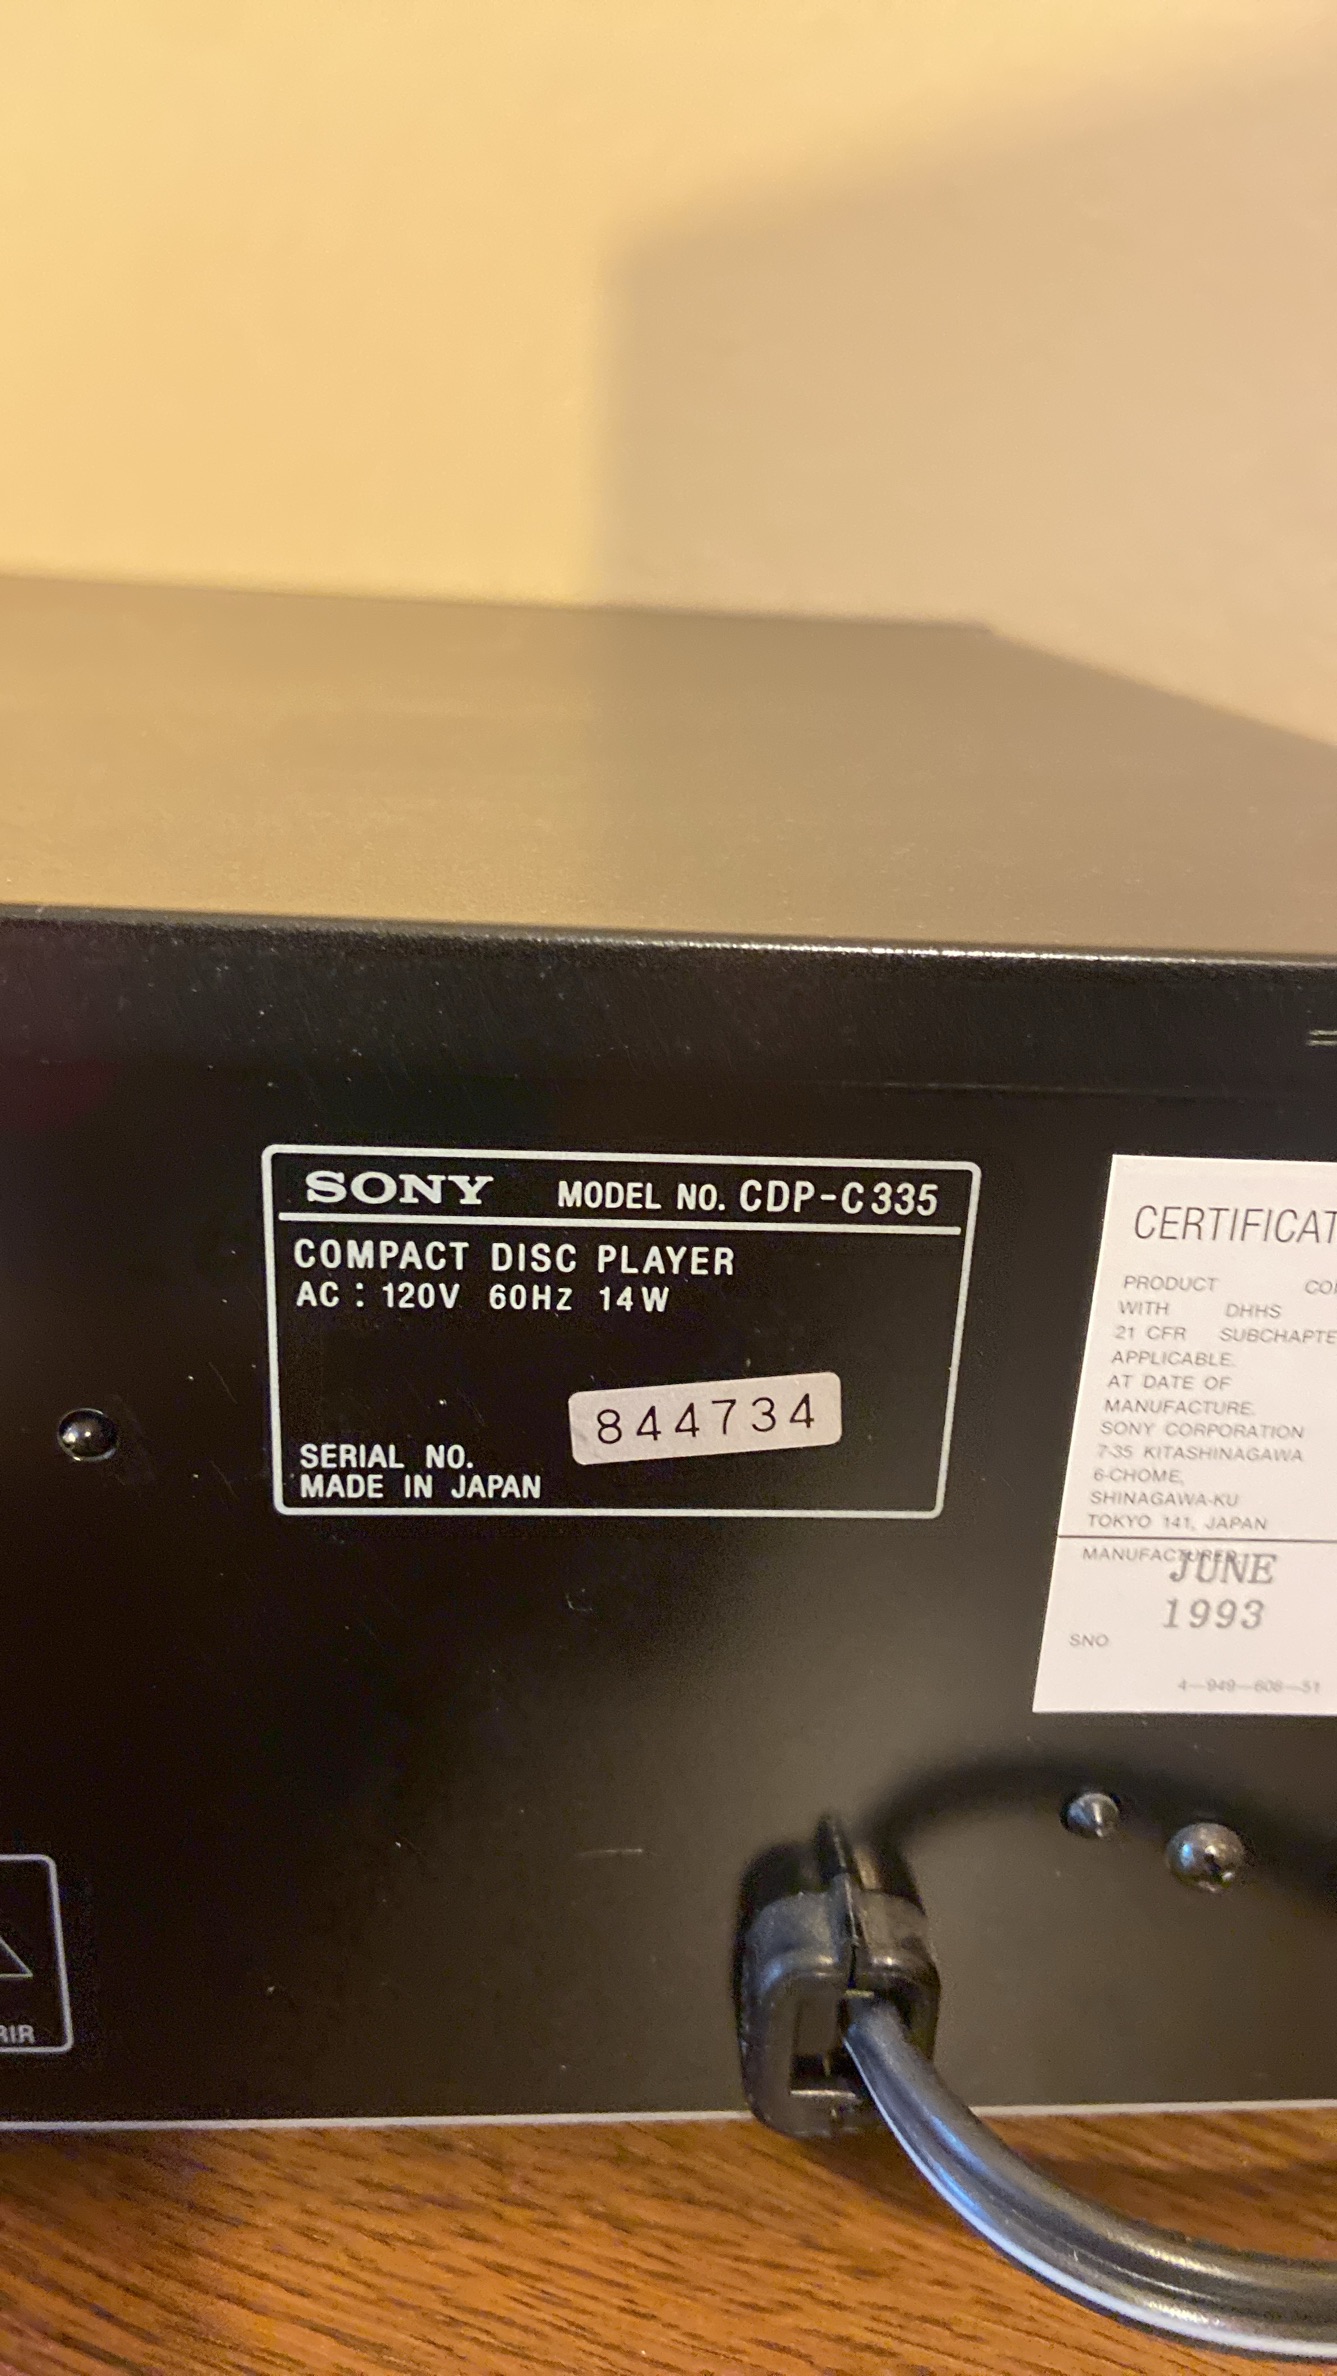 SONY MODEL NO. CDP-C335
COMPACT DISC PLAYER
AC : 120V 60Hz 14W
844734
SERIAL NO.
MADE IN JAPAN
CERTIFICAT
PRODUCT CO
WITH DHHS
21 CFR SUBCHAPTE
APPLICABLE.
AT DATE OF
MANUFACTURE.
SONY CORPORATION
7-35 KITASHINAGAWA
6-CHOME,
SHINAGAWA-KU
TOKYO 141, JAPAN
MANUFACTURED
JUNE
1993
SNO
4-949-608-51
RIR